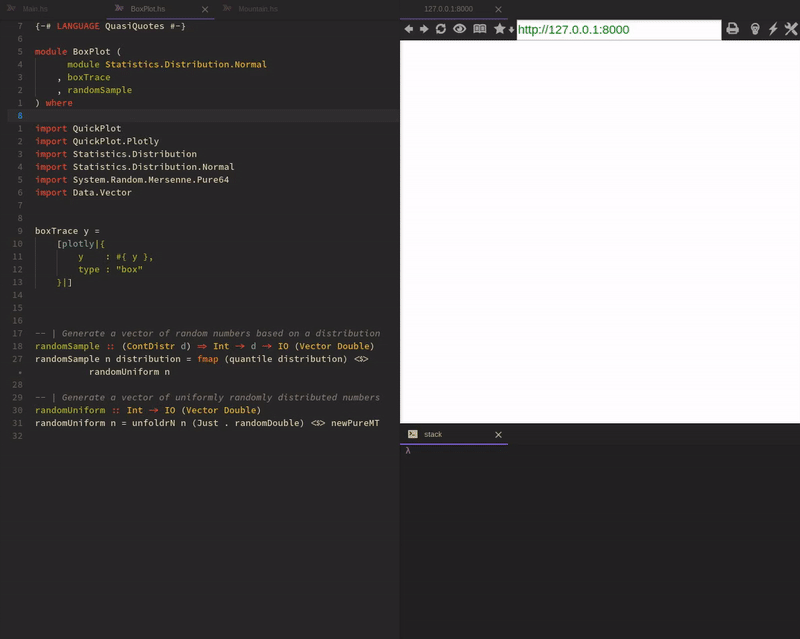 Main.hs
BoxPlot.hs
Mountain.hs
127.0.0.1:8000
http://127.0.0.1:8000
7 {-# LANGUAGE QuasiQuotes #-}
6
5 module BoxPlot (
4 module Statistics.Distribution.Normal
3 , boxTrace
2 , randomSample
1 ) where
8
1 import QuickPlot
2 import QuickPlot.Plotly
3 import Statistics.Distribution
4 import Statistics.Distribution.Normal
5 import System.Random.Mersenne.Pure64
6 import Data.Vector
7
8
9 boxTrace y =
10 [plotly|{
11 y : #{ y },
12 type : "box"
13 }|]
14
15
16
17 -- | Generate a vector of random numbers based on a distribution
18 randomSample :: (ContDistr d) => Int -> d -> IO (Vector Double)
27 randomSample n distribution = fmap (quantile distribution) <$>
randomUniform n
28
29 -- | Generate a vector of uniformly randomly distributed numbers
30 randomUniform :: Int -> IO (Vector Double)
31 randomUniform n = unfoldrN n (Just . randomDouble) <$> newPureMT
32
stack
λ